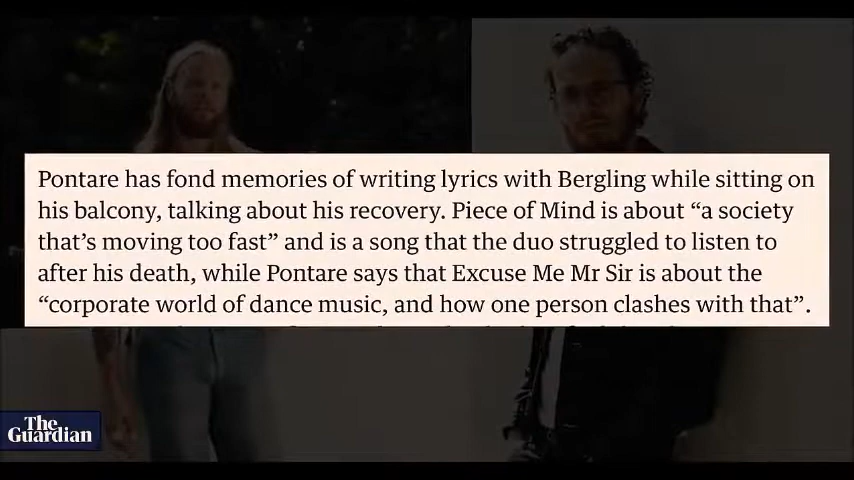 Pontare has fond memories of writing lyrics with Bergling while sitting on
his balcony, talking about his recovery. Piece of Mind is about “a society
that’s moving too fast” and is a song that the duo struggled to listen to
after his death, while Pontare says that Excuse Me Mr Sir is about the
“corporate world of dance music, and how one person clashes with that”.
The
Guardian